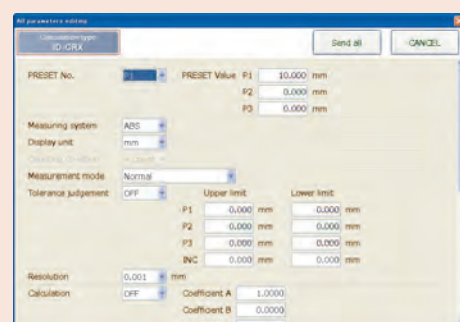 All parameters editing
Calculation type
ID-CRX
Send all
CANCEL
PRESET No. P1 PRESET Value P1 10.000 mm
P2 0.000 mm
P3 0.000 mm
Measuring system ABS
Display unit mm
Measurement mode Normal
Tolerance judgement OFF Upper limit Lower limit
P1 0.000 mm 0.000 mm
P2 0.000 mm 0.000 mm
P3 0.000 mm 0.000 mm
INC 0.000 mm 0.000 mm
Resolution 0.001 mm
Calculation OFF Coefficient A 1.0000
Coefficient B 0.0000